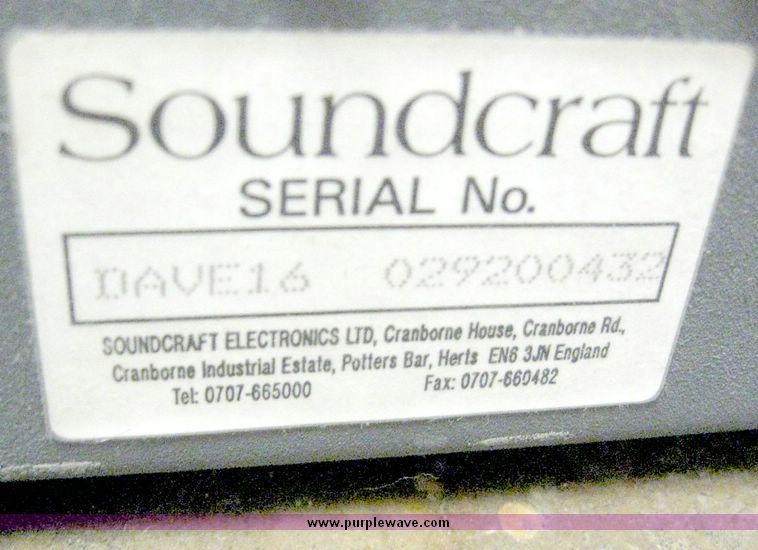 Soundcraft
SERIAL No.
DAVE16 029200432
SOUNDCRAFT ELECTRONICS LTD, Cranborne House, Cranborne Rd.,
Cranborne Industrial Estate, Potters Bar, Herts EN6 3JN England
Tel: 0707-665000 Fax: 0707-660482
www.purplewave.com